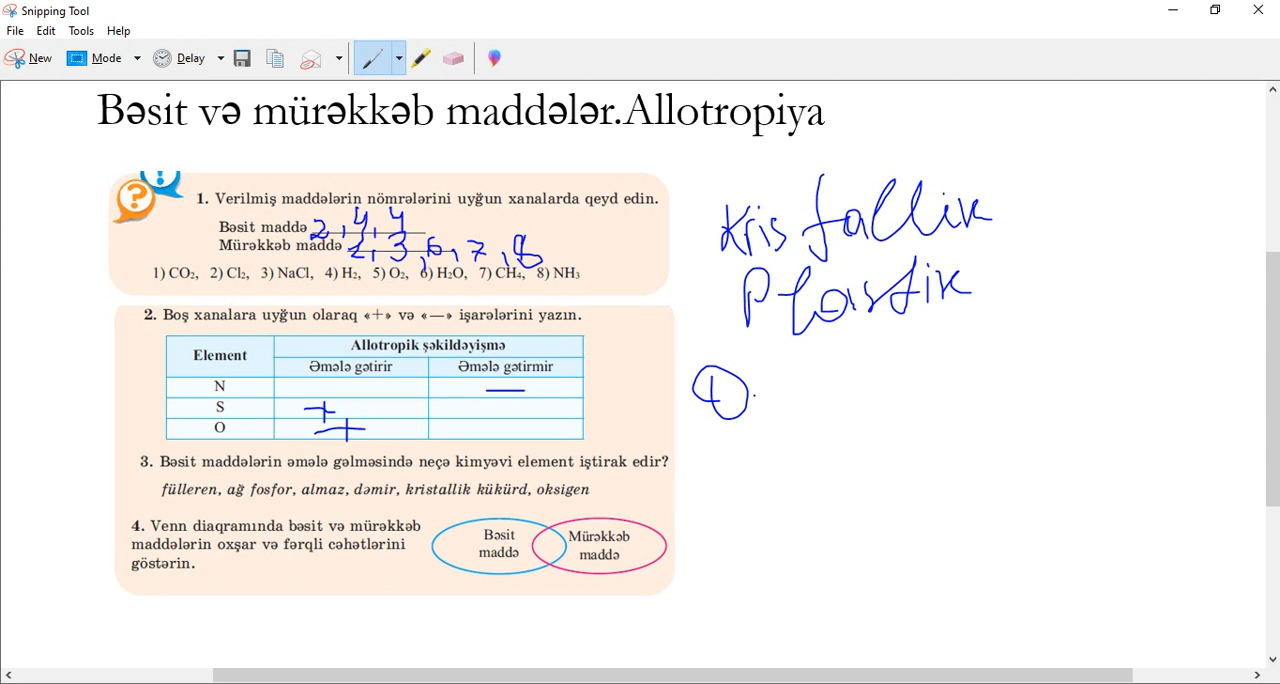 Snipping Tool
File Edit Tools Help
New Mode Delay
Bəsit və mürəkkəb maddələr.Allotropiya
1. Verilmiş maddələrin nömrələrini uyğun xanalarda qeyd edin.
Bəsit maddə 2, 4, 4
Mürəkkəb maddə 2, 3, 6, 7, 8
1) CO₂, 2) Cl₂, 3) NaCl, 4) H₂, 5) O₂, 6) H₂O, 7) CH₄, 8) NH₃
2. Boş xanalara uyğun olaraq «+» və «—» işarələrini yazın.
Element Allotropik şəkildəyişmə
Əmələ gətirir Əmələ gətirmir
N —
S +
O +
3. Bəsit maddələrin əmələ gəlməsində neçə kimyəvi element iştirak edir?
fülleren, ağ fosfor, almaz, dəmir, kristallik kükürd, oksigen
4. Venn diaqramında bəsit və mürəkkəb
maddələrin oxşar və fərqli cəhətlərini
göstərin.
Bəsit
maddə
Mürəkkəb
maddə
Kristallik
Plastik
1.